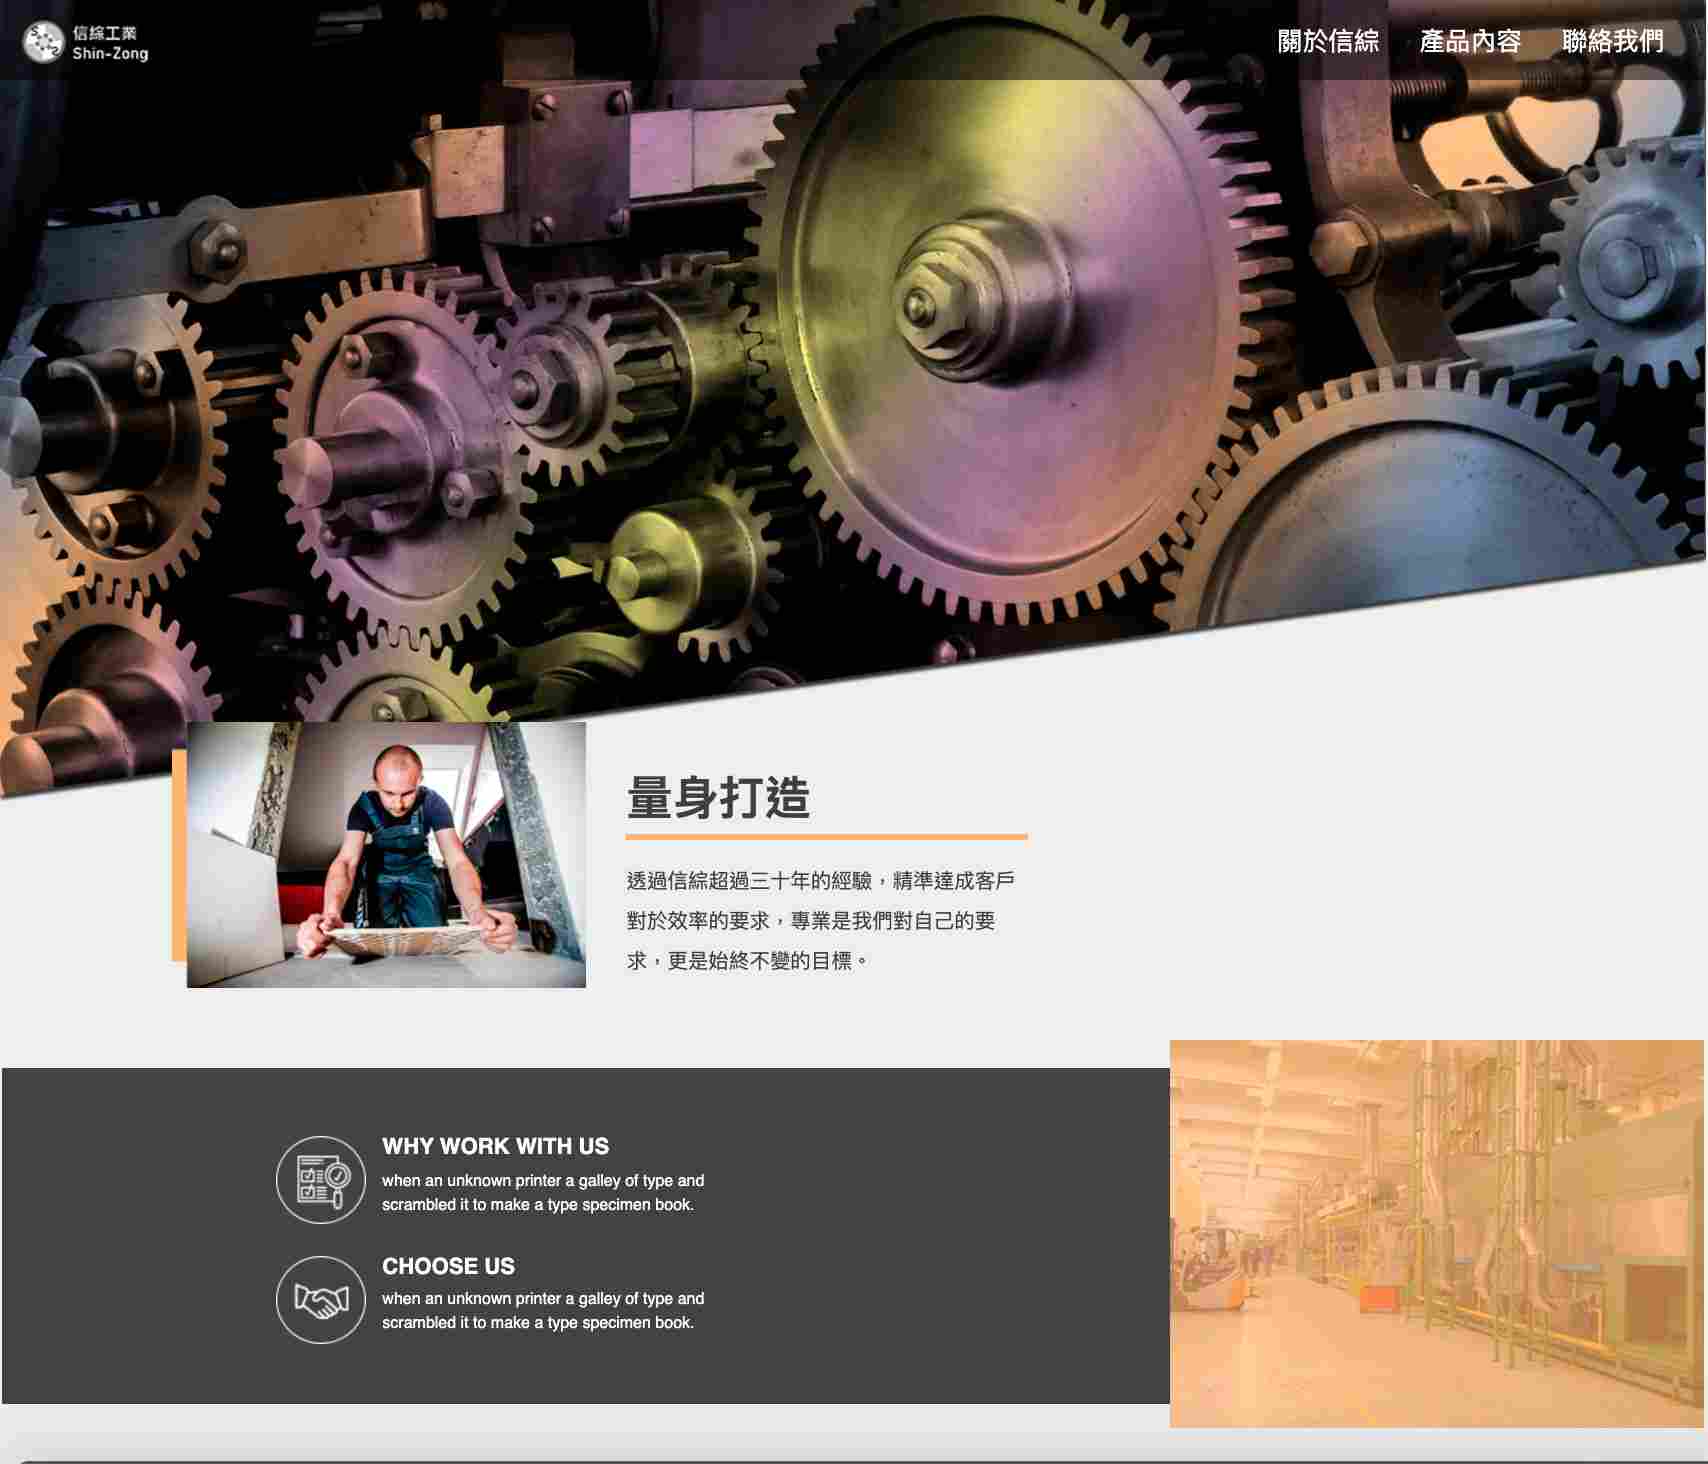 信綜工業
Shin-Zong
關於信綜 產品內容 聯絡我們
量身打造
透過信綜超過三十年的經驗，精準達成客戶
對於效率的要求，專業是我們對自己的要
求，更是始終不變的目標。
WHY WORK WITH US
when an unknown printer a galley of type and
scrambled it to make a type specimen book.
CHOOSE US
when an unknown printer a galley of type and
scrambled it to make a type specimen book.